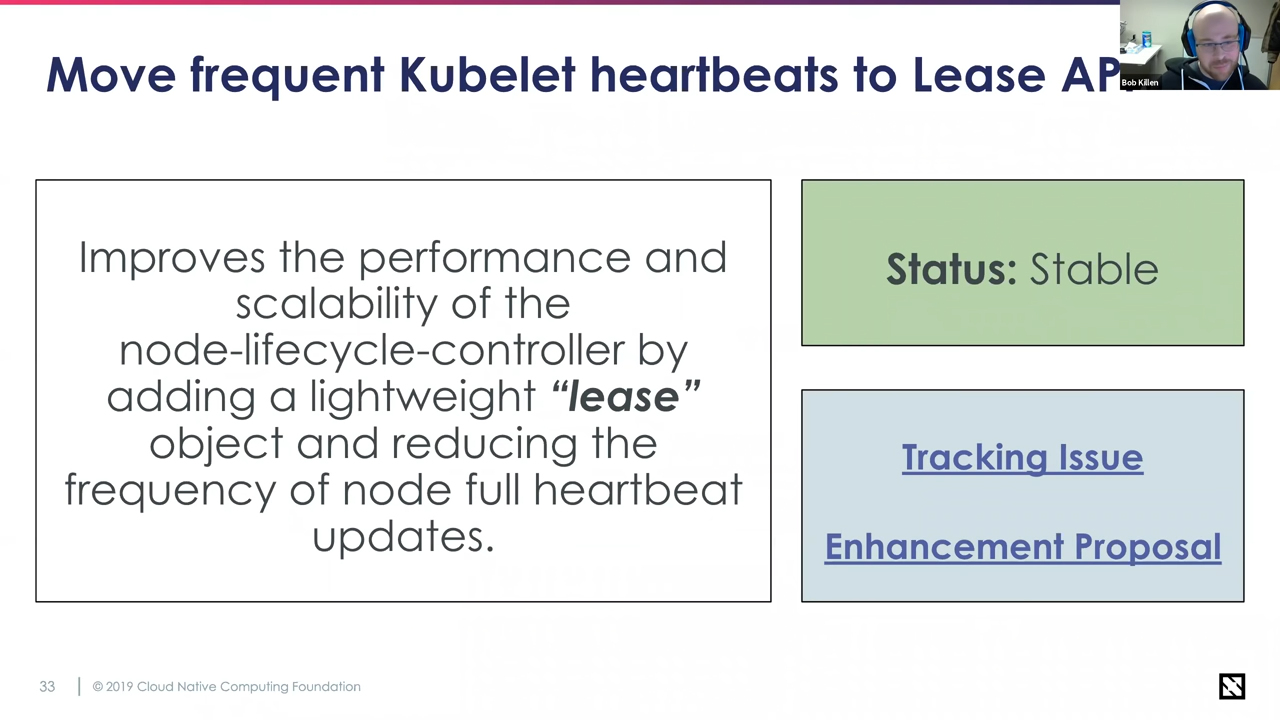 Move frequent Kubelet heartbeats to Lease AP
Bob Killen
Improves the performance and
scalability of the
node-lifecycle-controller by
adding a lightweight “lease”
object and reducing the
frequency of node full heartbeat
updates.
Status: Stable
Tracking Issue
Enhancement Proposal
33
© 2019 Cloud Native Computing Foundation